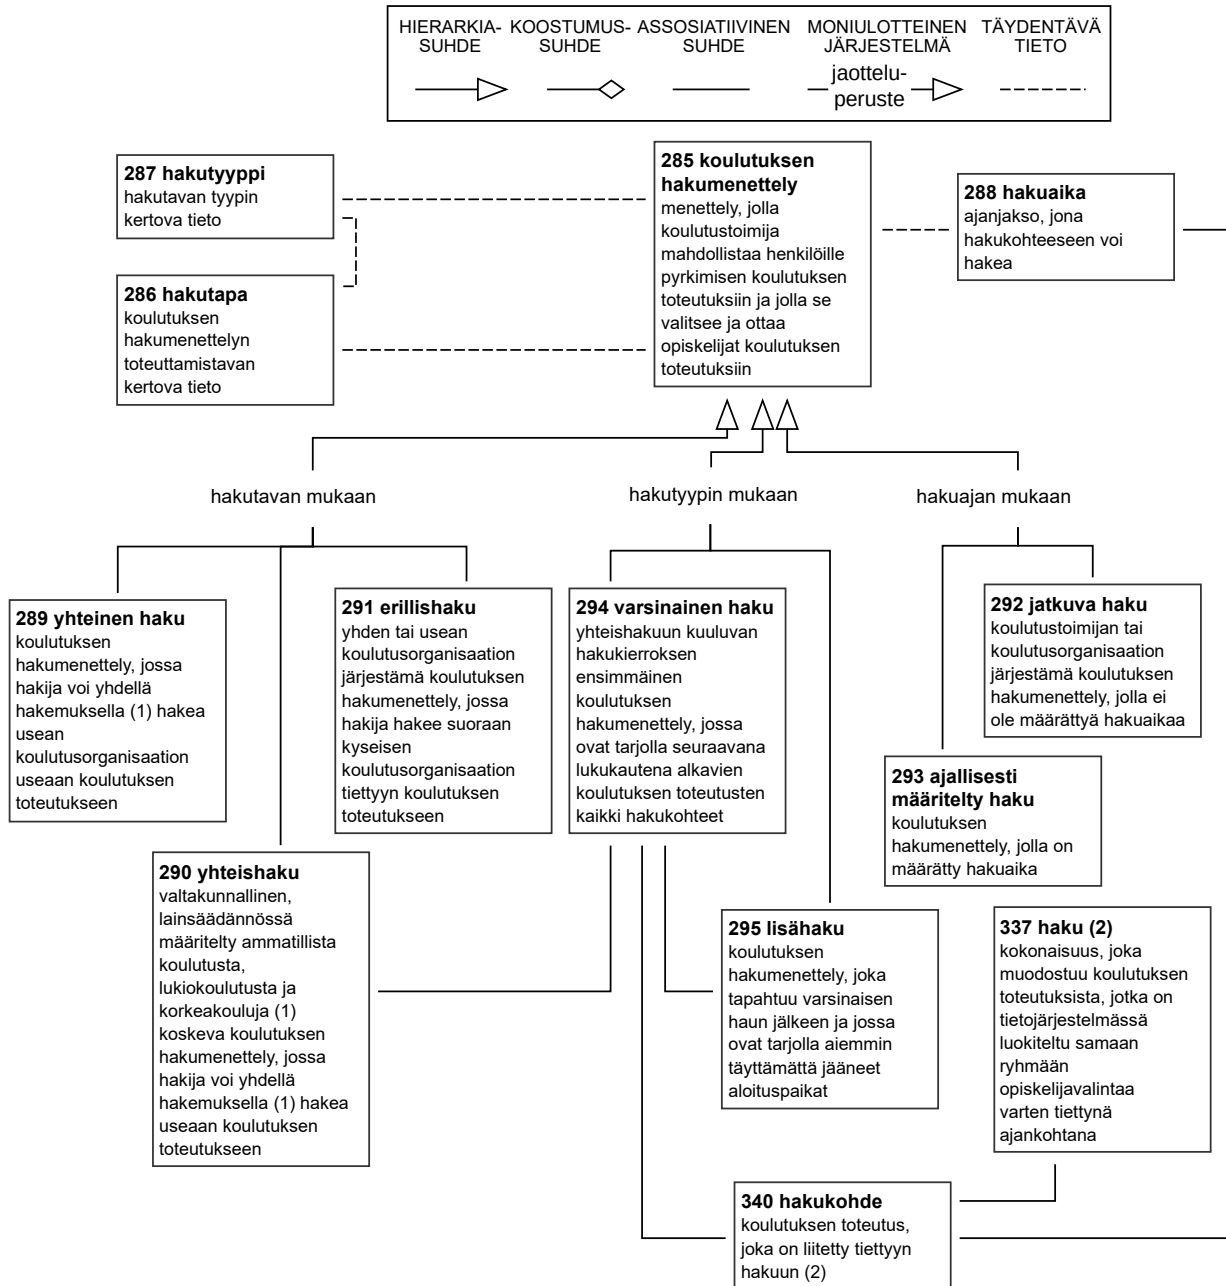 HIERARKIA-
SUHDE
KOOSTUMUS-
SUHDE
ASSOSIATIIVINEN
SUHDE
MONIULOTTEINEN
JÄRJESTELMÄ
TÄYDENTÄVÄ
TIETO
jaottelu-
peruste
287 hakutyyppi
hakutavan tyypin
kertova tieto
286 hakutapa
koulutuksen
hakumenettelyn
toteuttamistavan
kertova tieto
285 koulutuksen
hakumenettely
menettely, jolla
koulutustoimija
mahdollistaa henkilöille
pyrkimisen koulutuksen
toteutuksiin ja jolla se
valitsee ja ottaa
opiskelijat koulutuksen
toteutuksiin
288 hakuaika
ajanjakso, jona
hakukohteeseen voi
hakea
hakutavan mukaan
hakutyypin mukaan
hakuajan mukaan
289 yhteinen haku
koulutuksen
hakumenettely, jossa
hakija voi yhdellä
hakemuksella (1) hakea
usean
koulutusorganisaation
useaan koulutuksen
toteutukseen
291 erillishaku
yhden tai usean
koulutusorganisaation
järjestämä koulutuksen
hakumenettely, jossa
hakija hakee suoraan
kyseisen
koulutusorganisaation
tiettyyn koulutuksen
toteutukseen
294 varsinainen haku
yhteishakuun kuuluvan
hakukierroksen
ensimmäinen
koulutuksen
hakumenettely, jossa
ovat tarjolla seuraavana
lukukautena alkavien
koulutuksen toteutusten
kaikki hakukohteet
292 jatkuva haku
koulutustoimijan tai
koulutusorganisaation
järjestämä koulutuksen
hakumenettely, jolla ei
ole määrättyä hakuaikaa
293 ajallisesti
määritelty haku
koulutuksen
hakumenettely, jolla on
määrätty hakuaika
290 yhteishaku
valtakunnallinen,
lainsäädännössä
määritelty ammatillista
koulutusta,
lukiokoulutusta ja
korkeakouluja (1)
koskeva koulutuksen
hakumenettely, jossa
hakija voi yhdellä
hakemuksella (1) hakea
useaan koulutuksen
toteutukseen
295 lisähaku
koulutuksen
hakumenettely, joka
tapahtuu varsinaisen
haun jälkeen ja jossa
ovat tarjolla aiemmin
täyttämättä jääneet
aloituspaikat
337 haku (2)
kokonaisuus, joka
muodostuu koulutuksen
toteutuksista, jotka on
tietojärjestelmässä
luokiteltu samaan
ryhmään
opiskelijavalintaa
varten tiettynä
ajankohtana
340 hakukohde
koulutuksen toteutus,
joka on liitetty tiettyyn
hakuun (2)